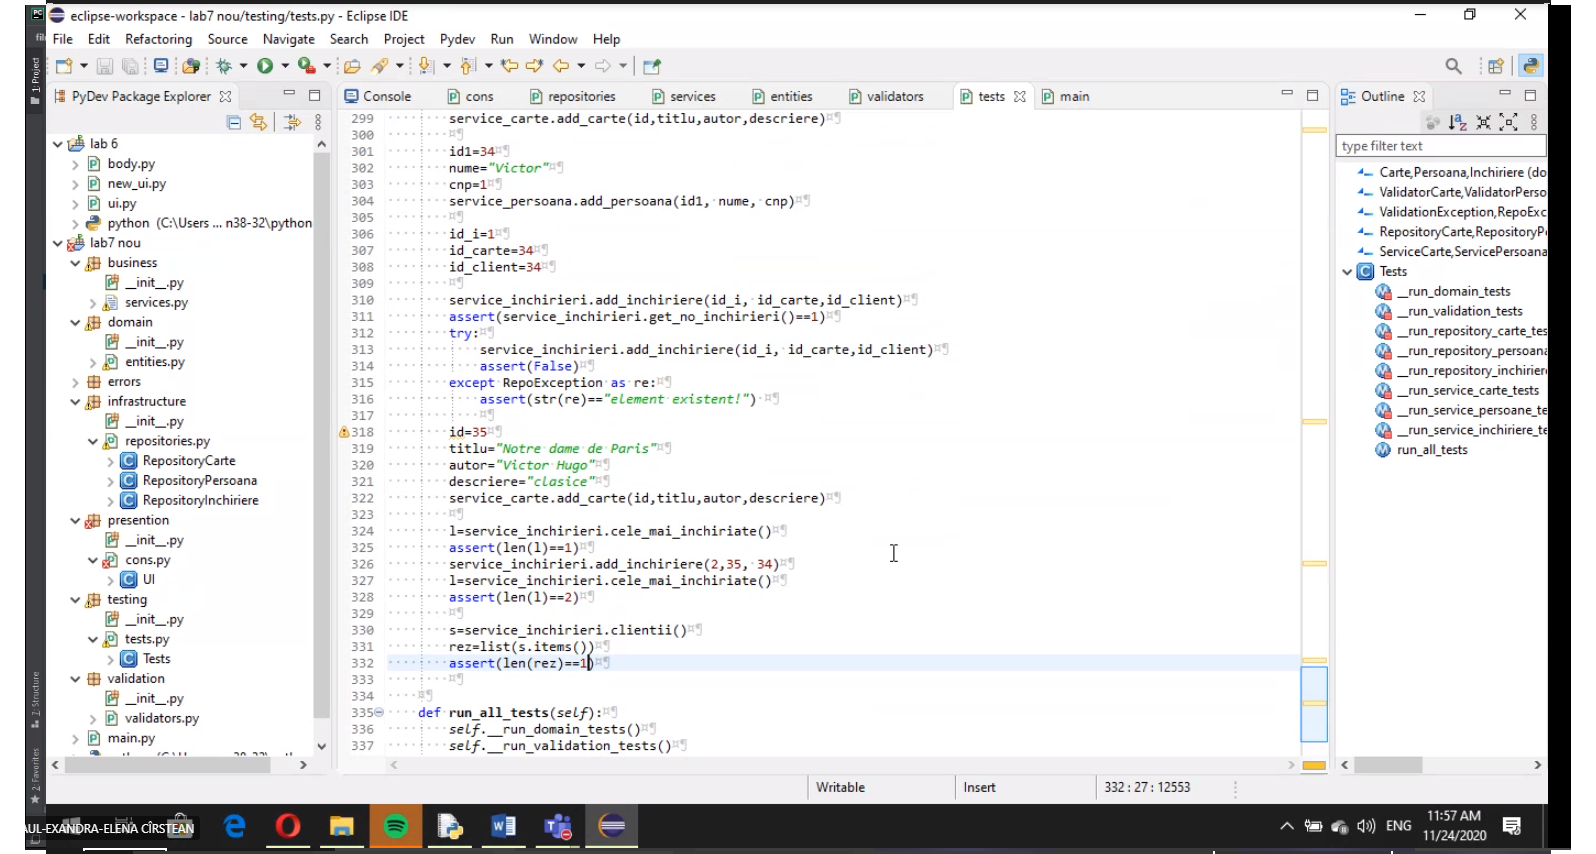 eclipse-workspace - lab7 nou/testing/tests.py - Eclipse IDE
File Edit Refactoring Source Navigate Search Project Pydev Run Window Help
1: Project
PyDev Package Explorer
Console cons repositories services entities validators tests main
Outline
type filter text
lab 6
body.py
new_ui.py
ui.py
python (C:\Users ... n38-32\python
lab7 nou
business
__init__.py
services.py
domain
__init__.py
entities.py
errors
infrastructure
__init__.py
repositories.py
RepositoryCarte
RepositoryPersoana
RepositoryInchiriere
presention
__init__.py
cons.py
UI
testing
__init__.py
tests.py
Tests
validation
__init__.py
validators.py
main.py
299 service_carte.add_carte(id,titlu,autor,descriere)
300
301 id1=34
302 nume="Victor"
303 cnp=1
304 service_persoana.add_persoana(id1, nume, cnp)
305
306 id_i=1
307 id_carte=34
308 id_client=34
309
310 service_inchirieri.add_inchiriere(id_i, id_carte,id_client)
311 assert(service_inchirieri.get_no_inchirieri()==1)
312 try:
313 service_inchirieri.add_inchiriere(id_i, id_carte,id_client)
314 assert(False)
315 except RepoException as re:
316 assert(str(re)=="element existent!")
317
318 id=35
319 titlu="Notre dame de Paris"
320 autor="Victor Hugo"
321 descriere="clasice"
322 service_carte.add_carte(id,titlu,autor,descriere)
323
324 l=service_inchirieri.cele_mai_inchiriate()
325 assert(len(l)==1)
326 service_inchirieri.add_inchiriere(2,35, 34)
327 l=service_inchirieri.cele_mai_inchiriate()
328 assert(len(l)==2)
329
330 s=service_inchirieri.clientii()
331 rez=list(s.items())
332 assert(len(rez)==1)
333
334
335 def run_all_tests(self):
336 self.__run_domain_tests()
337 self.__run_validation_tests()
Carte,Persoana,Inchiriere (do
ValidatorCarte,ValidatorPerso
ValidationException,RepoExc
RepositoryCarte,RepositoryP
ServiceCarte,ServicePersoana
Tests
__run_domain_tests
__run_validation_tests
__run_repository_carte_tes
__run_repository_persoana
__run_repository_inchirier
__run_service_carte_tests
__run_service_persoane_te
__run_service_inchiriere_te
run_all_tests
Z: Structure
2: Favorites
Writable Insert 332 : 27 : 12553
AUL-EXANDRA-ELENA CÎRSTEAN
ENG
11:57 AM
11/24/2020